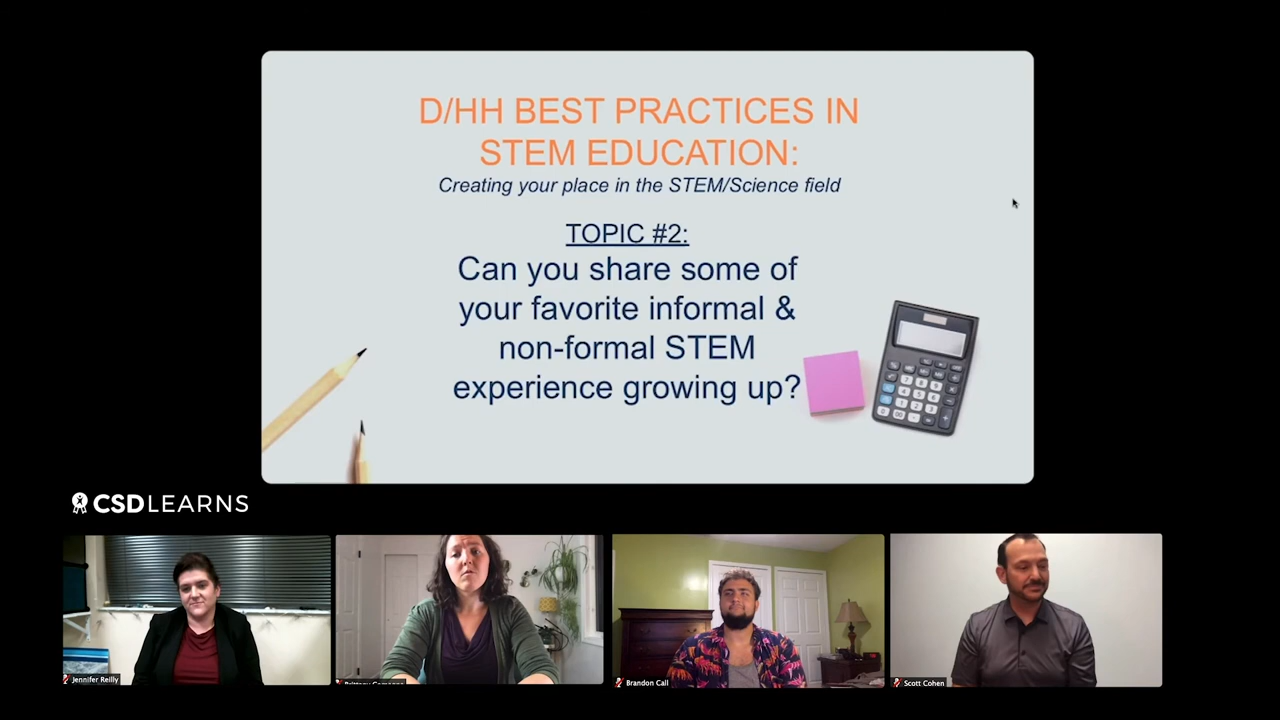 D/HH BEST PRACTICES IN
STEM EDUCATION:
Creating your place in the STEM/Science field
TOPIC #2:
Can you share some of
your favorite informal &
non-formal STEM
experience growing up?
CSDLEARNS
Jennifer Reilly
Brandon Call
Scott Cohen